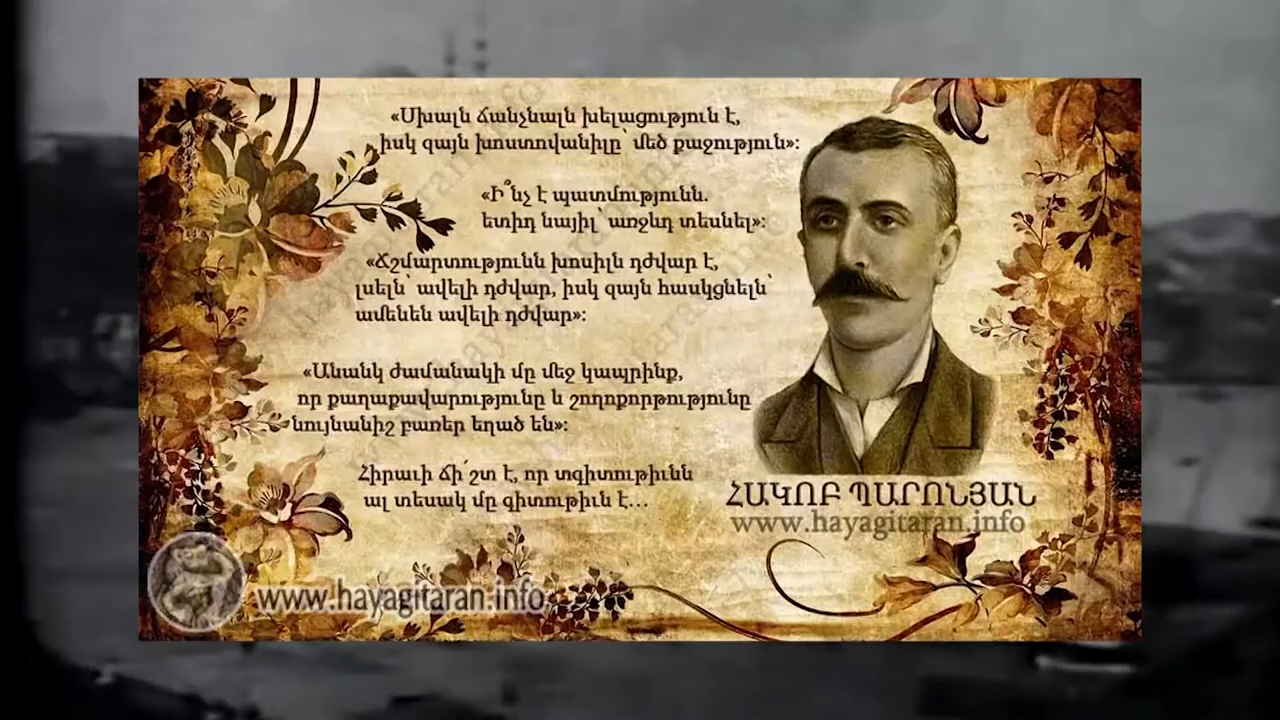 «Սխալն ճանչնալն խելացություն է,
իսկ զայն խոստովանիլը՝ մեծ քաջություն»:
«Ի՞նչ է պատմությունն.
ետիդ նայիլ՝ առջևդ տեսնել»:
«Ճշմարտությունն խոսիլն դժվար է,
լսելն՝ ավելի դժվար, իսկ զայն հասկցնելն՝
ամենեն ավելի դժվար»:
«Անանկ ժամանակի մը մեջ կապրինք,
որ քաղաքավարությունը և շողոքորթությունը
նույնանիշ բառեր եղած են»:
Հիրաւի ճի՛շտ է, որ տգիտութիւնն
ալ տեսակ մը գիտութիւն է…
ՀԱԿՈԲ ՊԱՐՈՆՅԱՆ
www.hayagitaran.info
www.hayagitaran.info